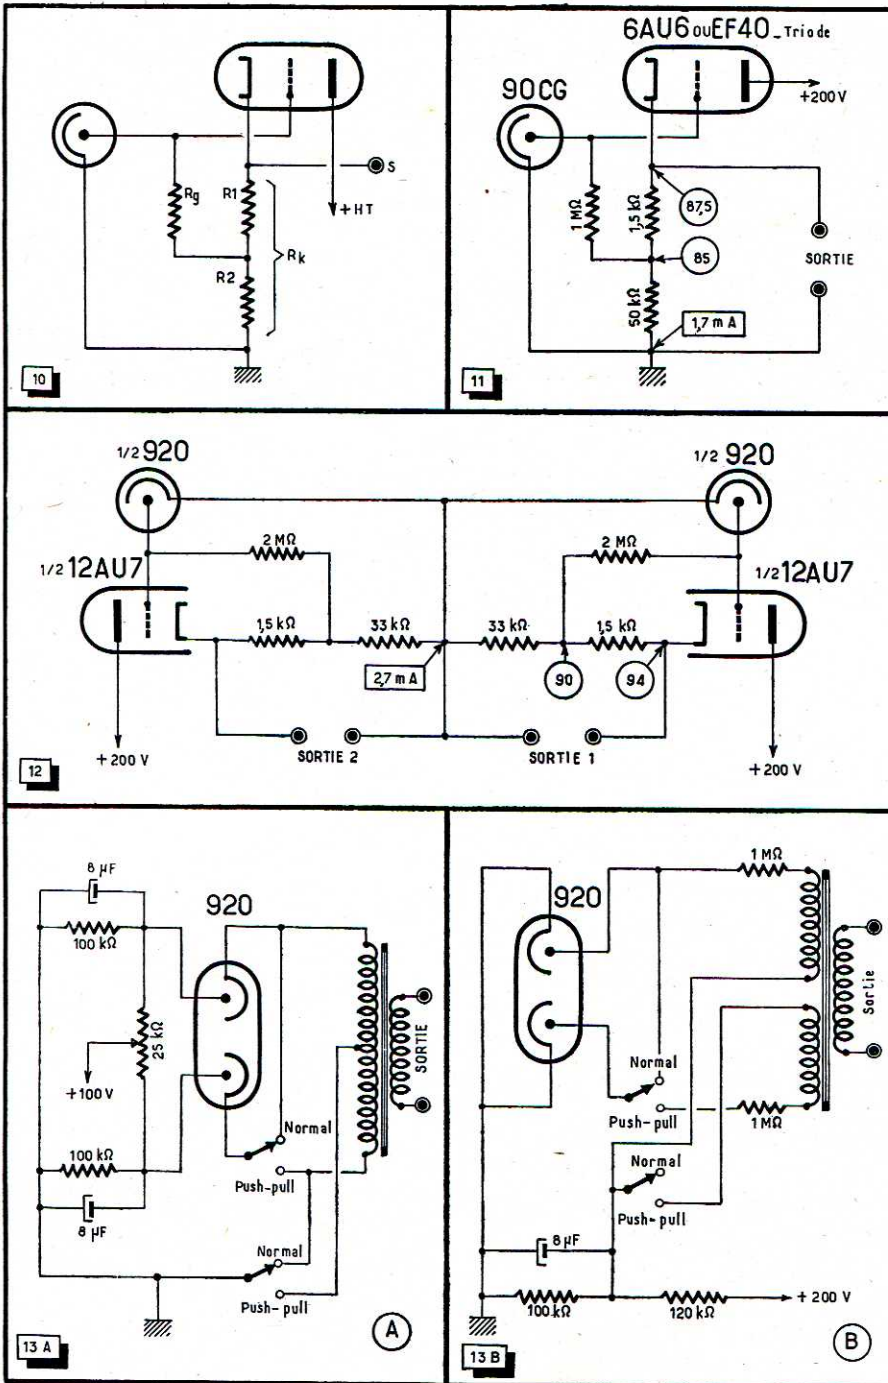 S
Rg
R1
Rk
R2
+HT
10
6AU6 ou EF40 - Triode
90CG
+200V
1 MΩ
1,5 kΩ
87,5
85
SORTIE
50 kΩ
1,7 mA
11
1/2 920
1/2 920
2 MΩ
2 MΩ
1/2 12AU7
1/2 12AU7
1,5 kΩ
33 kΩ
33 kΩ
1,5 kΩ
2,7 mA
90
94
+200 V
SORTIE 2
SORTIE 1
+200 V
12
8 µF
920
100 kΩ
25 kΩ
SORTIE
+100V
Normal
100 kΩ
Push-pull
8 µF
Normal
Push-pull
13 A
A
1 MΩ
920
Sortie
Normal
Push-pull
1 MΩ
Normal
Push-pull
8 µF
100 kΩ
120 kΩ
+ 200 V
13 B
B